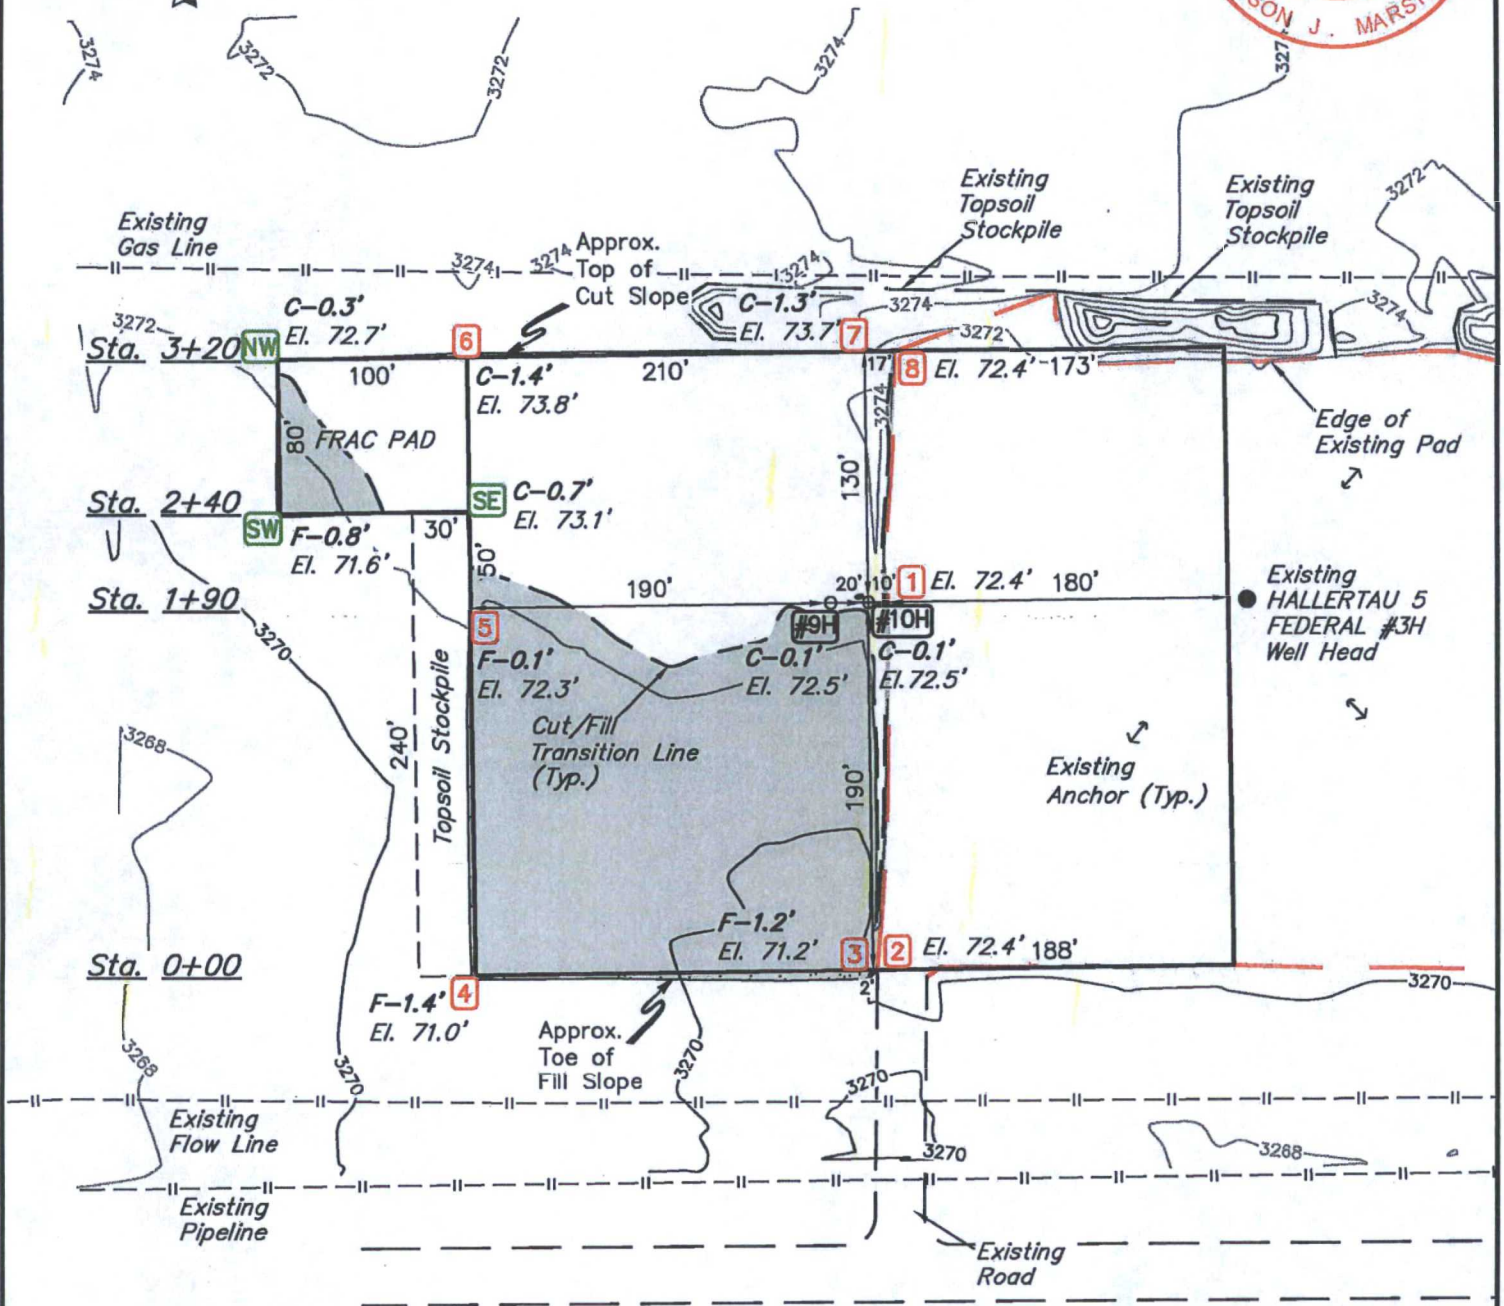 SON J. MARS
3274
3272
3272
3274
327
3272
Existing
Topsoil
Stockpile
Existing
Topsoil
Stockpile
Existing
Gas Line
3274
3274
Approx.
Top of
Cut Slope
3274
3274
3274
C-0.3'
El. 72.7'
C-1.3'
El. 73.7'
3272
3272
Sta. 3+20
NW
6
7
8
100'
210'
17'
El. 72.4'
173'
C-1.4'
El. 73.8'
3274
80'
FRAC PAD
Edge of
Existing Pad
130'
Sta. 2+40
SW
SE
C-0.7'
El. 73.1'
30'
F-0.8'
El. 71.6'
50'
Sta. 1+90
190'
20'
10'
1
El. 72.4'
180'
Existing
HALLERTAU 5
FEDERAL #3H
Well Head
#9H
#10H
5
F-0.1'
El. 72.3'
C-0.1'
El. 72.5'
C-0.1'
El. 72.5'
3270
Cut/Fill
Transition Line
(Typ.)
Topsoil Stockpile
240'
190'
3268
Existing
Anchor (Typ.)
F-1.2'
El. 71.2'
3
2
El. 72.4'
188'
Sta. 0+00
4
F-1.4'
El. 71.0'
2'
3270
Approx.
Toe of
Fill Slope
3268
3270
3270
3270
Existing
Flow Line
3270
3268
Existing
Pipeline
Existing
Road